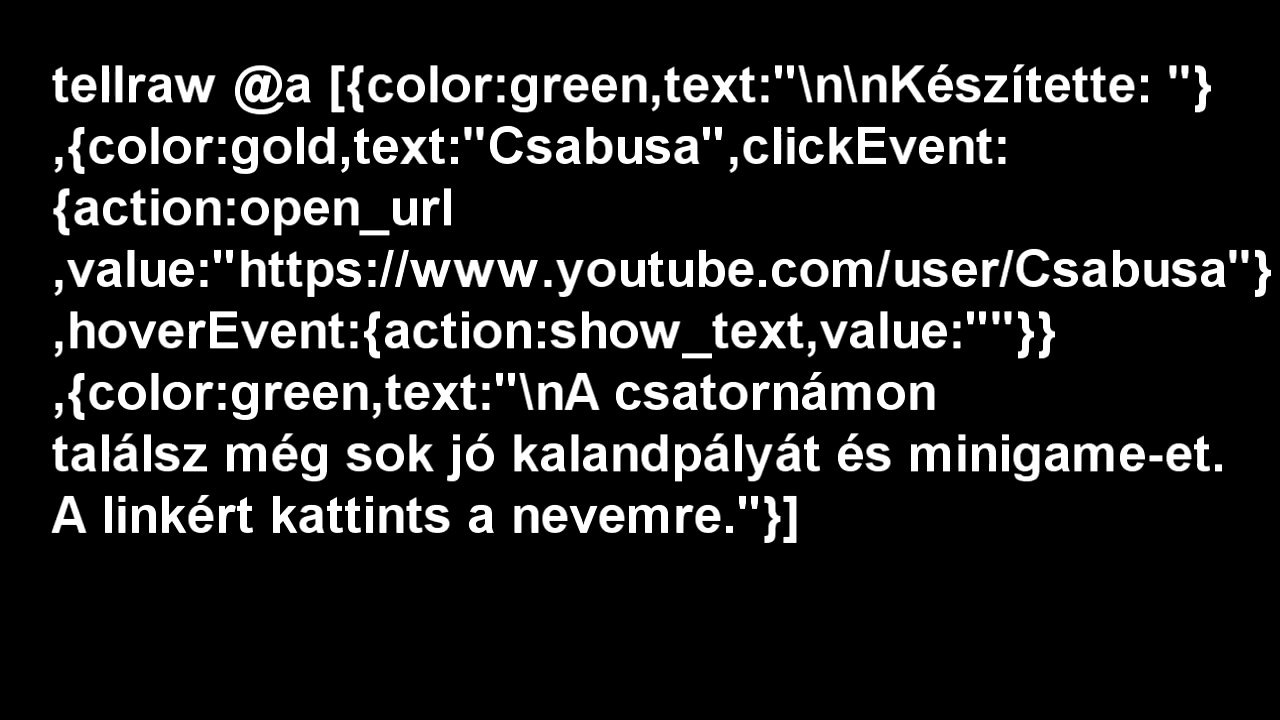 tellraw @a [{color:green,text:"\n\nKészítette: "}
,{color:gold,text:"Csabusa",clickEvent:
{action:open_url
,value:"https://www.youtube.com/user/Csabusa"}
,hoverEvent:{action:show_text,value:""}}
,{color:green,text:"\nA csatornámon
találsz még sok jó kalandpályát és minigame-et.
A linkért kattints a nevemre."}]